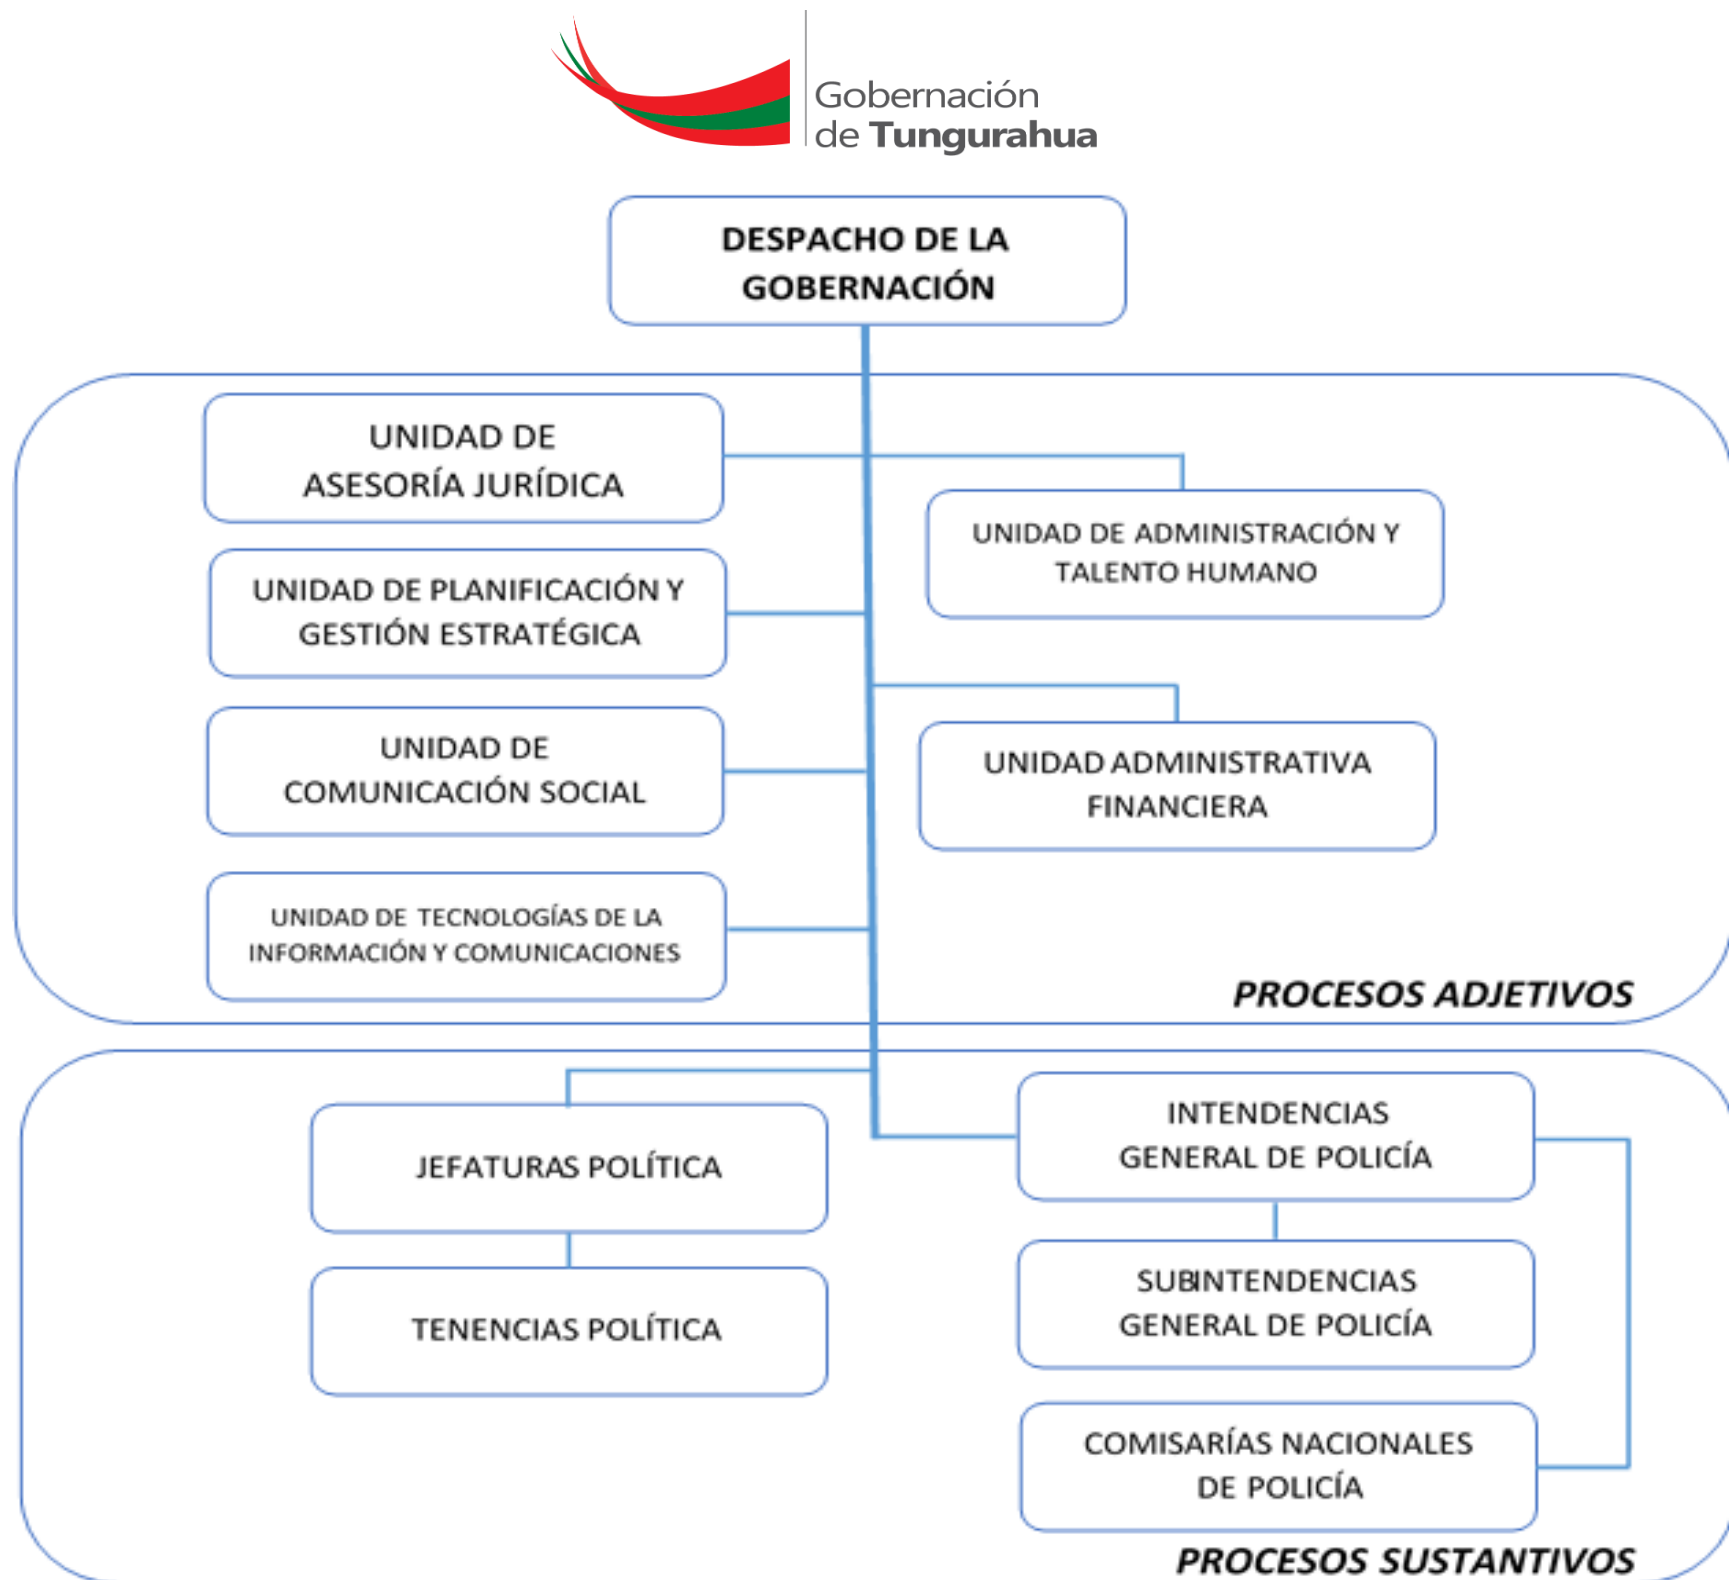 Gobernación
de Tungurahua
DESPACHO DE LA
GOBERNACIÓN
UNIDAD DE
ASESORÍA JURÍDICA
UNIDAD DE ADMINISTRACIÓN Y
TALENTO HUMANO
UNIDAD DE PLANIFICACIÓN Y
GESTIÓN ESTRATÉGICA
UNIDAD DE
COMUNICACIÓN SOCIAL
UNIDAD ADMINISTRATIVA
FINANCIERA
UNIDAD DE TECNOLOGÍAS DE LA
INFORMACIÓN Y COMUNICACIONES
PROCESOS ADJETIVOS
JEFATURAS POLÍTICA
TENENCIAS POLÍTICA
INTENDENCIAS
GENERAL DE POLICÍA
SUBINTENDENCIAS
GENERAL DE POLICÍA
COMISARÍAS NACIONALES
DE POLICÍA
PROCESOS SUSTANTIVOS